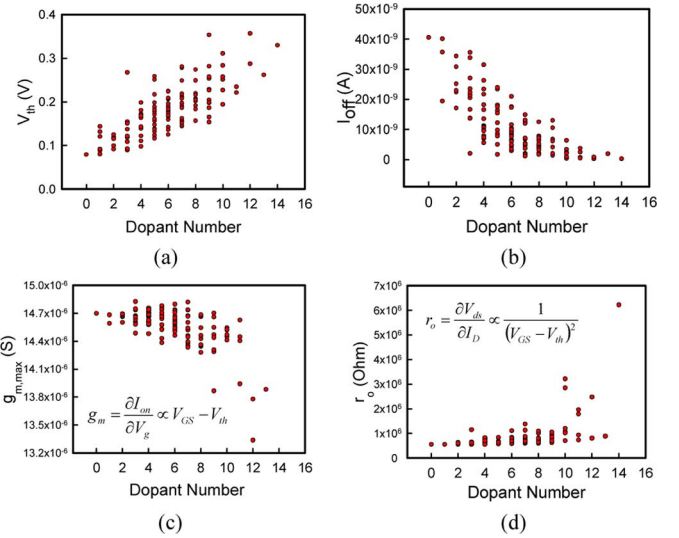 0.4
0.3
0.2
0.1
0.0
V_th (V)
0 2 4 6 8 10 12 14 16
Dopant Number
(a)
50x10^-9
40x10^-9
30x10^-9
20x10^-9
10x10^-9
0
I_off (A)
0 2 4 6 8 10 12 14 16
Dopant Number
(b)
15.0x10^-6
14.7x10^-6
14.4x10^-6
14.1x10^-6
13.8x10^-6
13.5x10^-6
13.2x10^-6
g_m,max (S)
g_m = ∂I_on / ∂V_g ∝ V_GS − V_th
0 2 4 6 8 10 12 14 16
Dopant Number
(c)
7x10^6
6x10^6
5x10^6
4x10^6
3x10^6
2x10^6
1x10^6
0
r_o (Ohm)
r_o = ∂V_ds / ∂I_D ∝ 1 / (V_GS − V_th)^2
0 2 4 6 8 10 12 14 16
Dopant Number
(d)